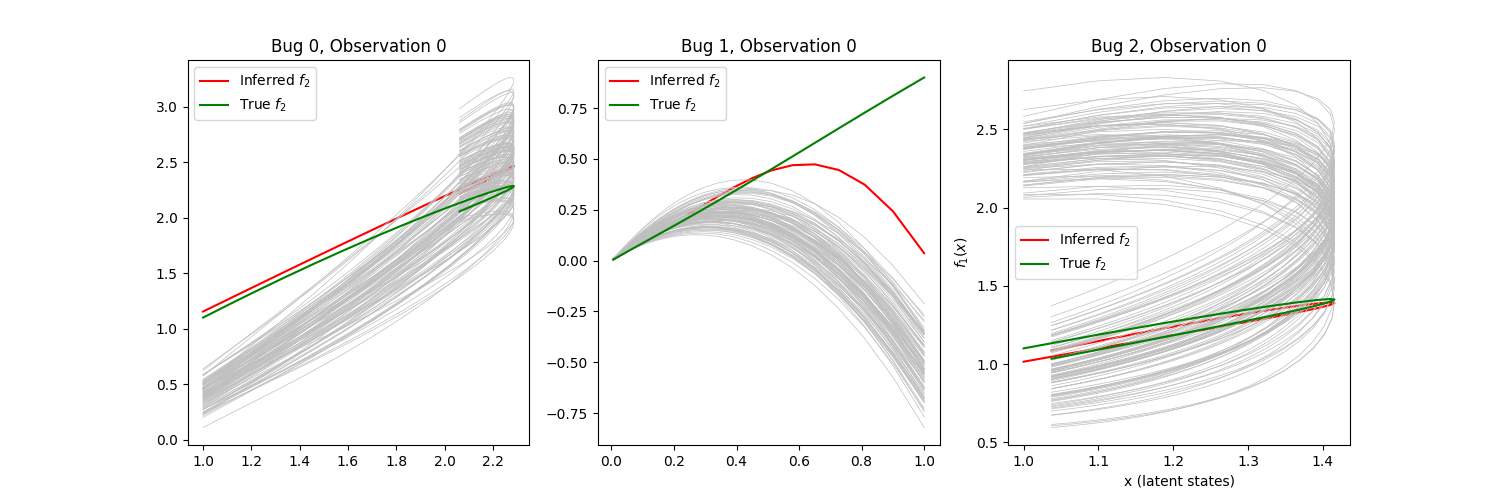 Bug 0, Observation 0
Inferred f₂
True f₂
3.0
2.5
2.0
1.5
1.0
0.5
0.0
1.0 1.2 1.4 1.6 1.8 2.0 2.2
Bug 1, Observation 0
Inferred f₂
True f₂
0.75
0.50
0.25
0.00
−0.25
−0.50
−0.75
0.0 0.2 0.4 0.6 0.8 1.0
Bug 2, Observation 0
Inferred f₂
True f₂
f₁(x)
2.5
2.0
1.5
1.0
0.5
1.0 1.1 1.2 1.3 1.4
x (latent states)